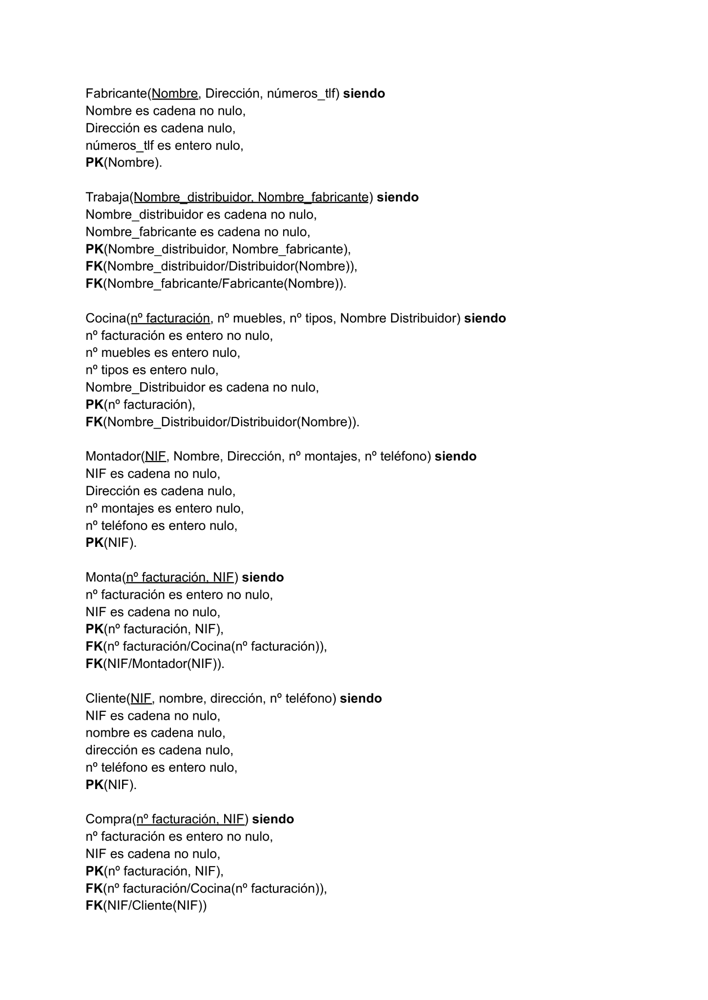 Fabricante(Nombre, Dirección, números_tlf) siendo
Nombre es cadena no nulo,
Dirección es cadena nulo,
números_tlf es entero nulo,
PK(Nombre).
Trabaja(Nombre_distribuidor, Nombre_fabricante) siendo
Nombre_distribuidor es cadena no nulo,
Nombre_fabricante es cadena no nulo,
PK(Nombre_distribuidor, Nombre_fabricante),
FK(Nombre_distribuidor/Distribuidor(Nombre)),
FK(Nombre_fabricante/Fabricante(Nombre)).
Cocina(nº facturación, nº muebles, nº tipos, Nombre Distribuidor) siendo
nº facturación es entero no nulo,
nº muebles es entero nulo,
nº tipos es entero nulo,
Nombre_Distribuidor es cadena no nulo,
PK(nº facturación),
FK(Nombre_Distribuidor/Distribuidor(Nombre)).
Montador(NIF, Nombre, Dirección, nº montajes, nº teléfono) siendo
NIF es cadena no nulo,
Dirección es cadena nulo,
nº montajes es entero nulo,
nº teléfono es entero nulo,
PK(NIF).
Monta(nº facturación, NIF) siendo
nº facturación es entero no nulo,
NIF es cadena no nulo,
PK(nº facturación, NIF),
FK(nº facturación/Cocina(nº facturación)),
FK(NIF/Montador(NIF)).
Cliente(NIF, nombre, dirección, nº teléfono) siendo
NIF es cadena no nulo,
nombre es cadena nulo,
dirección es cadena nulo,
nº teléfono es entero nulo,
PK(NIF).
Compra(nº facturación, NIF) siendo
nº facturación es entero no nulo,
NIF es cadena no nulo,
PK(nº facturación, NIF),
FK(nº facturación/Cocina(nº facturación)),
FK(NIF/Cliente(NIF))